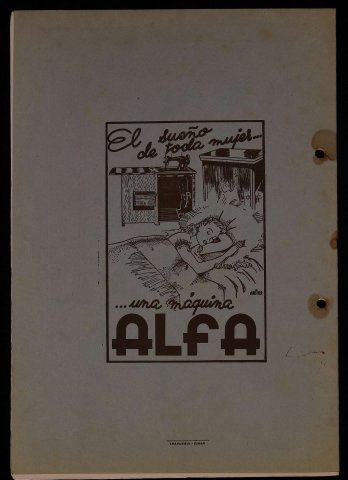 El sueño
de toda mujer...
...una máquina
ALFA